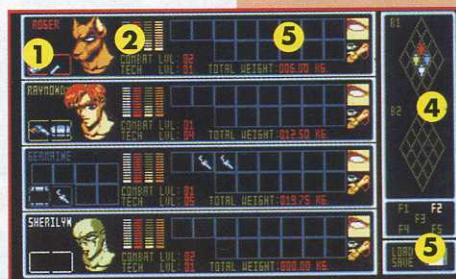 ROSER
1
2
5
COMBAT LVL: 02
TECH LVL: 01 TOTAL WEIGHT:006.00 KG.
RAYMOND
COMBAT LVL: 01
TECH LVL: 04 TOTAL WEIGHT:012.50 KG.
GERMAINE
COMBAT LVL: 01
TECH LVL: 05 TOTAL WEIGHT:019.75 KG.
SHERILYN
COMBAT LVL: 02
TECH LVL: 01 TOTAL WEIGHT:000.00 KG.
B1
4
B2
F1 F2
F3
F4 F5
LOAD
SAVE
5